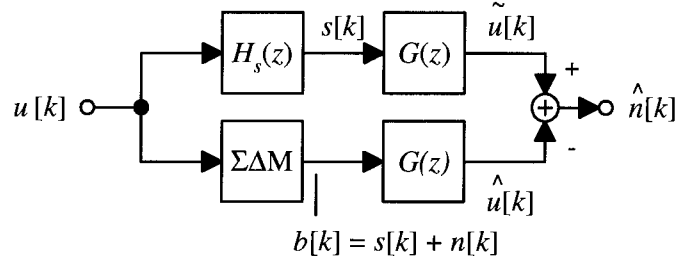 s[k]
ũ[k]
H_s(z)
G(z)
+
u[k]
+
n̂[k]
ΣΔM
G(z)
-
û[k]
b[k] = s[k] + n[k]